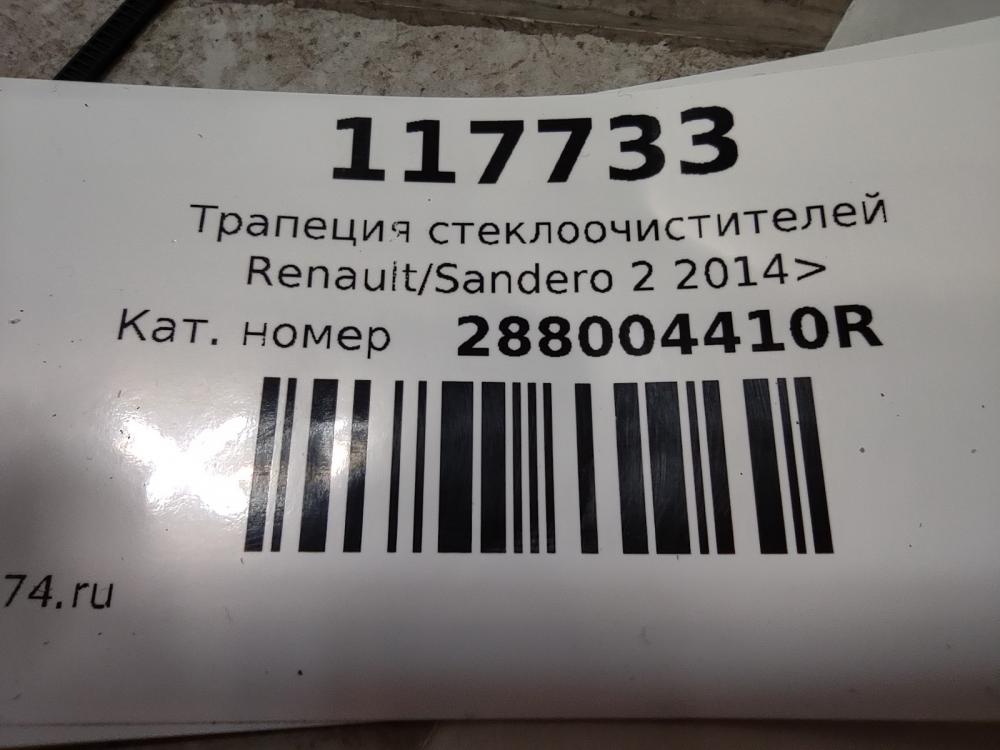 117733
Трапеция стеклоочистителей
Renault/Sandero 2 2014>
Кат. номер 288004410R
74.ru